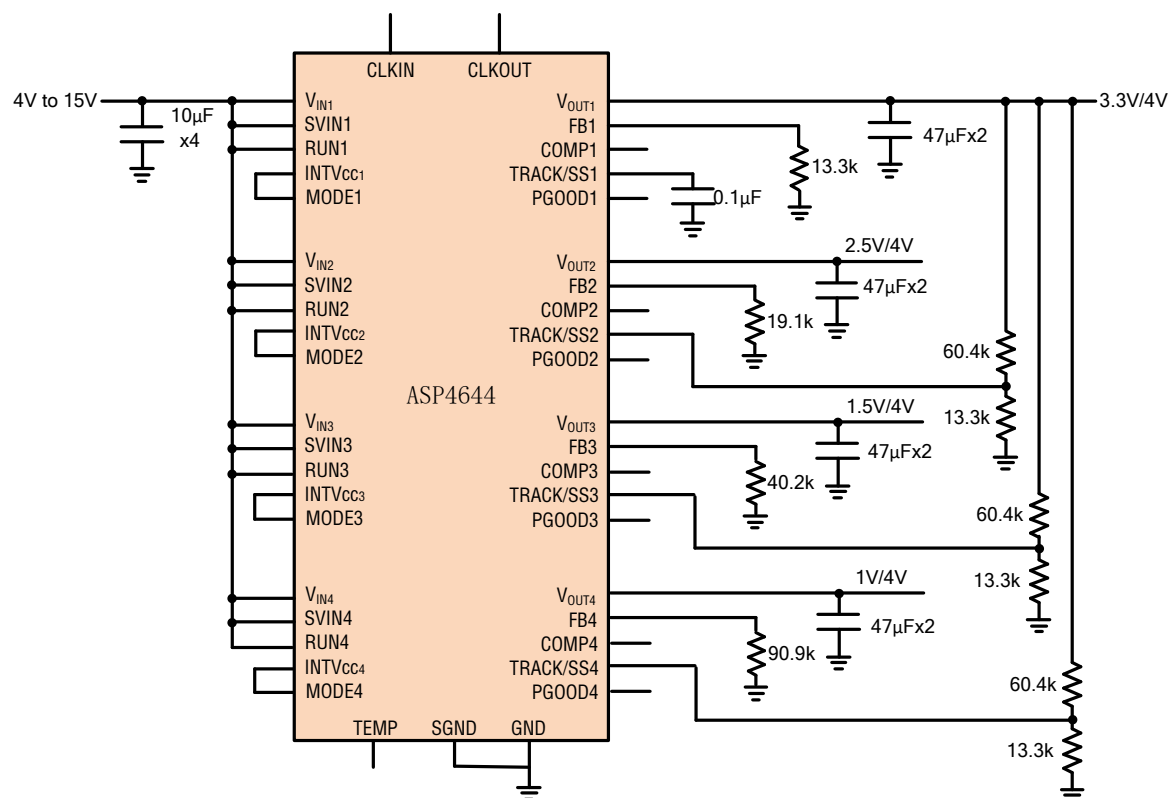 CLKIN
CLKOUT
4V to 15V
10µF
x4
VIN1
SVIN1
RUN1
INTVCC1
MODE1
VOUT1
FB1
COMP1
TRACK/SS1
PGOOD1
3.3V/4V
47µFx2
13.3k
0.1µF
VIN2
SVIN2
RUN2
INTVCC2
MODE2
VOUT2
FB2
COMP2
TRACK/SS2
PGOOD2
2.5V/4V
47µFx2
19.1k
60.4k
13.3k
ASP4644
VIN3
SVIN3
RUN3
INTVCC3
MODE3
VOUT3
FB3
COMP3
TRACK/SS3
PGOOD3
1.5V/4V
47µFx2
40.2k
60.4k
13.3k
VIN4
SVIN4
RUN4
INTVCC4
MODE4
VOUT4
FB4
COMP4
TRACK/SS4
PGOOD4
1V/4V
47µFx2
90.9k
60.4k
13.3k
TEMP
SGND
GND